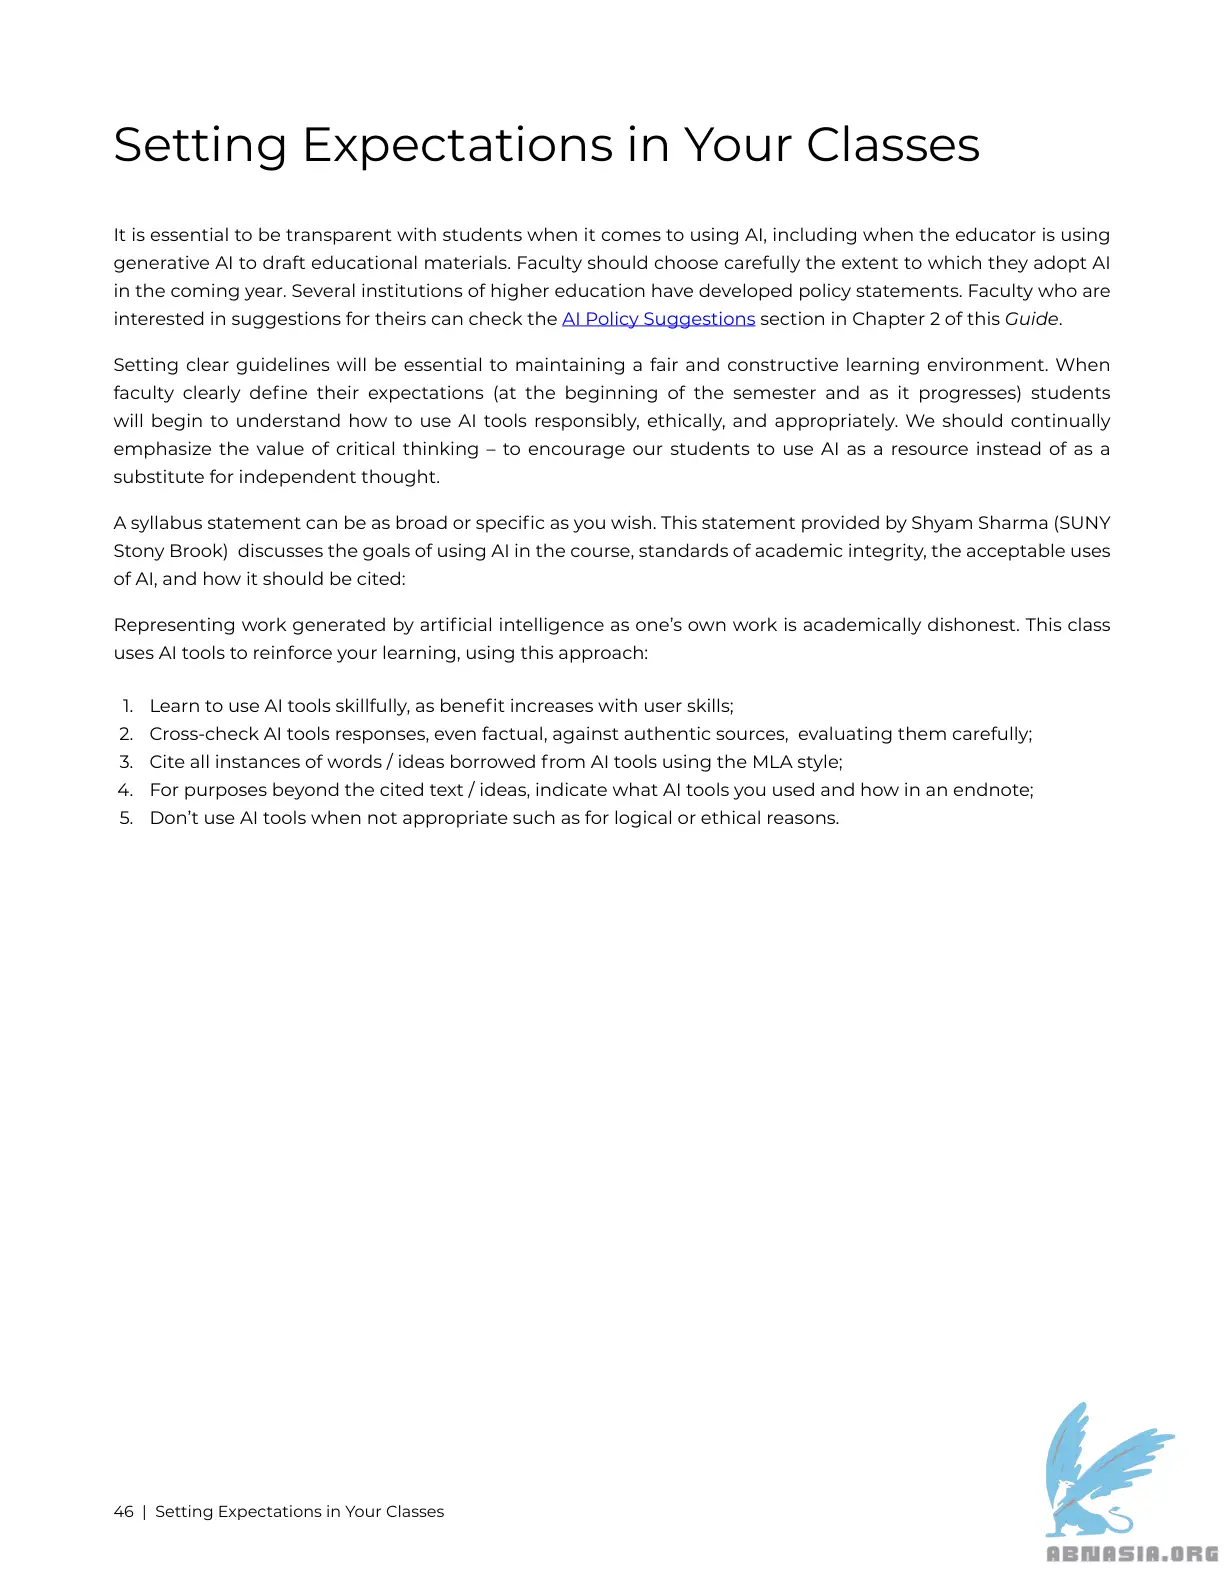 Setting Expectations in Your Classes
It is essential to be transparent with students when it comes to using AI, including when the educator is using
generative AI to draft educational materials. Faculty should choose carefully the extent to which they adopt AI
in the coming year. Several institutions of higher education have developed policy statements. Faculty who are
interested in suggestions for theirs can check the AI Policy Suggestions section in Chapter 2 of this Guide.
Setting clear guidelines will be essential to maintaining a fair and constructive learning environment. When
faculty clearly define their expectations (at the beginning of the semester and as it progresses) students
will begin to understand how to use AI tools responsibly, ethically, and appropriately. We should continually
emphasize the value of critical thinking – to encourage our students to use AI as a resource instead of as a
substitute for independent thought.
A syllabus statement can be as broad or specific as you wish. This statement provided by Shyam Sharma (SUNY
Stony Brook)  discusses the goals of using AI in the course, standards of academic integrity, the acceptable uses
of AI, and how it should be cited:
Representing work generated by artificial intelligence as one’s own work is academically dishonest. This class
uses AI tools to reinforce your learning, using this approach:
1. Learn to use AI tools skillfully, as benefit increases with user skills;
2. Cross-check AI tools responses, even factual, against authentic sources,  evaluating them carefully;
3. Cite all instances of words / ideas borrowed from AI tools using the MLA style;
4. For purposes beyond the cited text / ideas, indicate what AI tools you used and how in an endnote;
5. Don’t use AI tools when not appropriate such as for logical or ethical reasons.
46 | Setting Expectations in Your Classes
ABNASIA.ORG